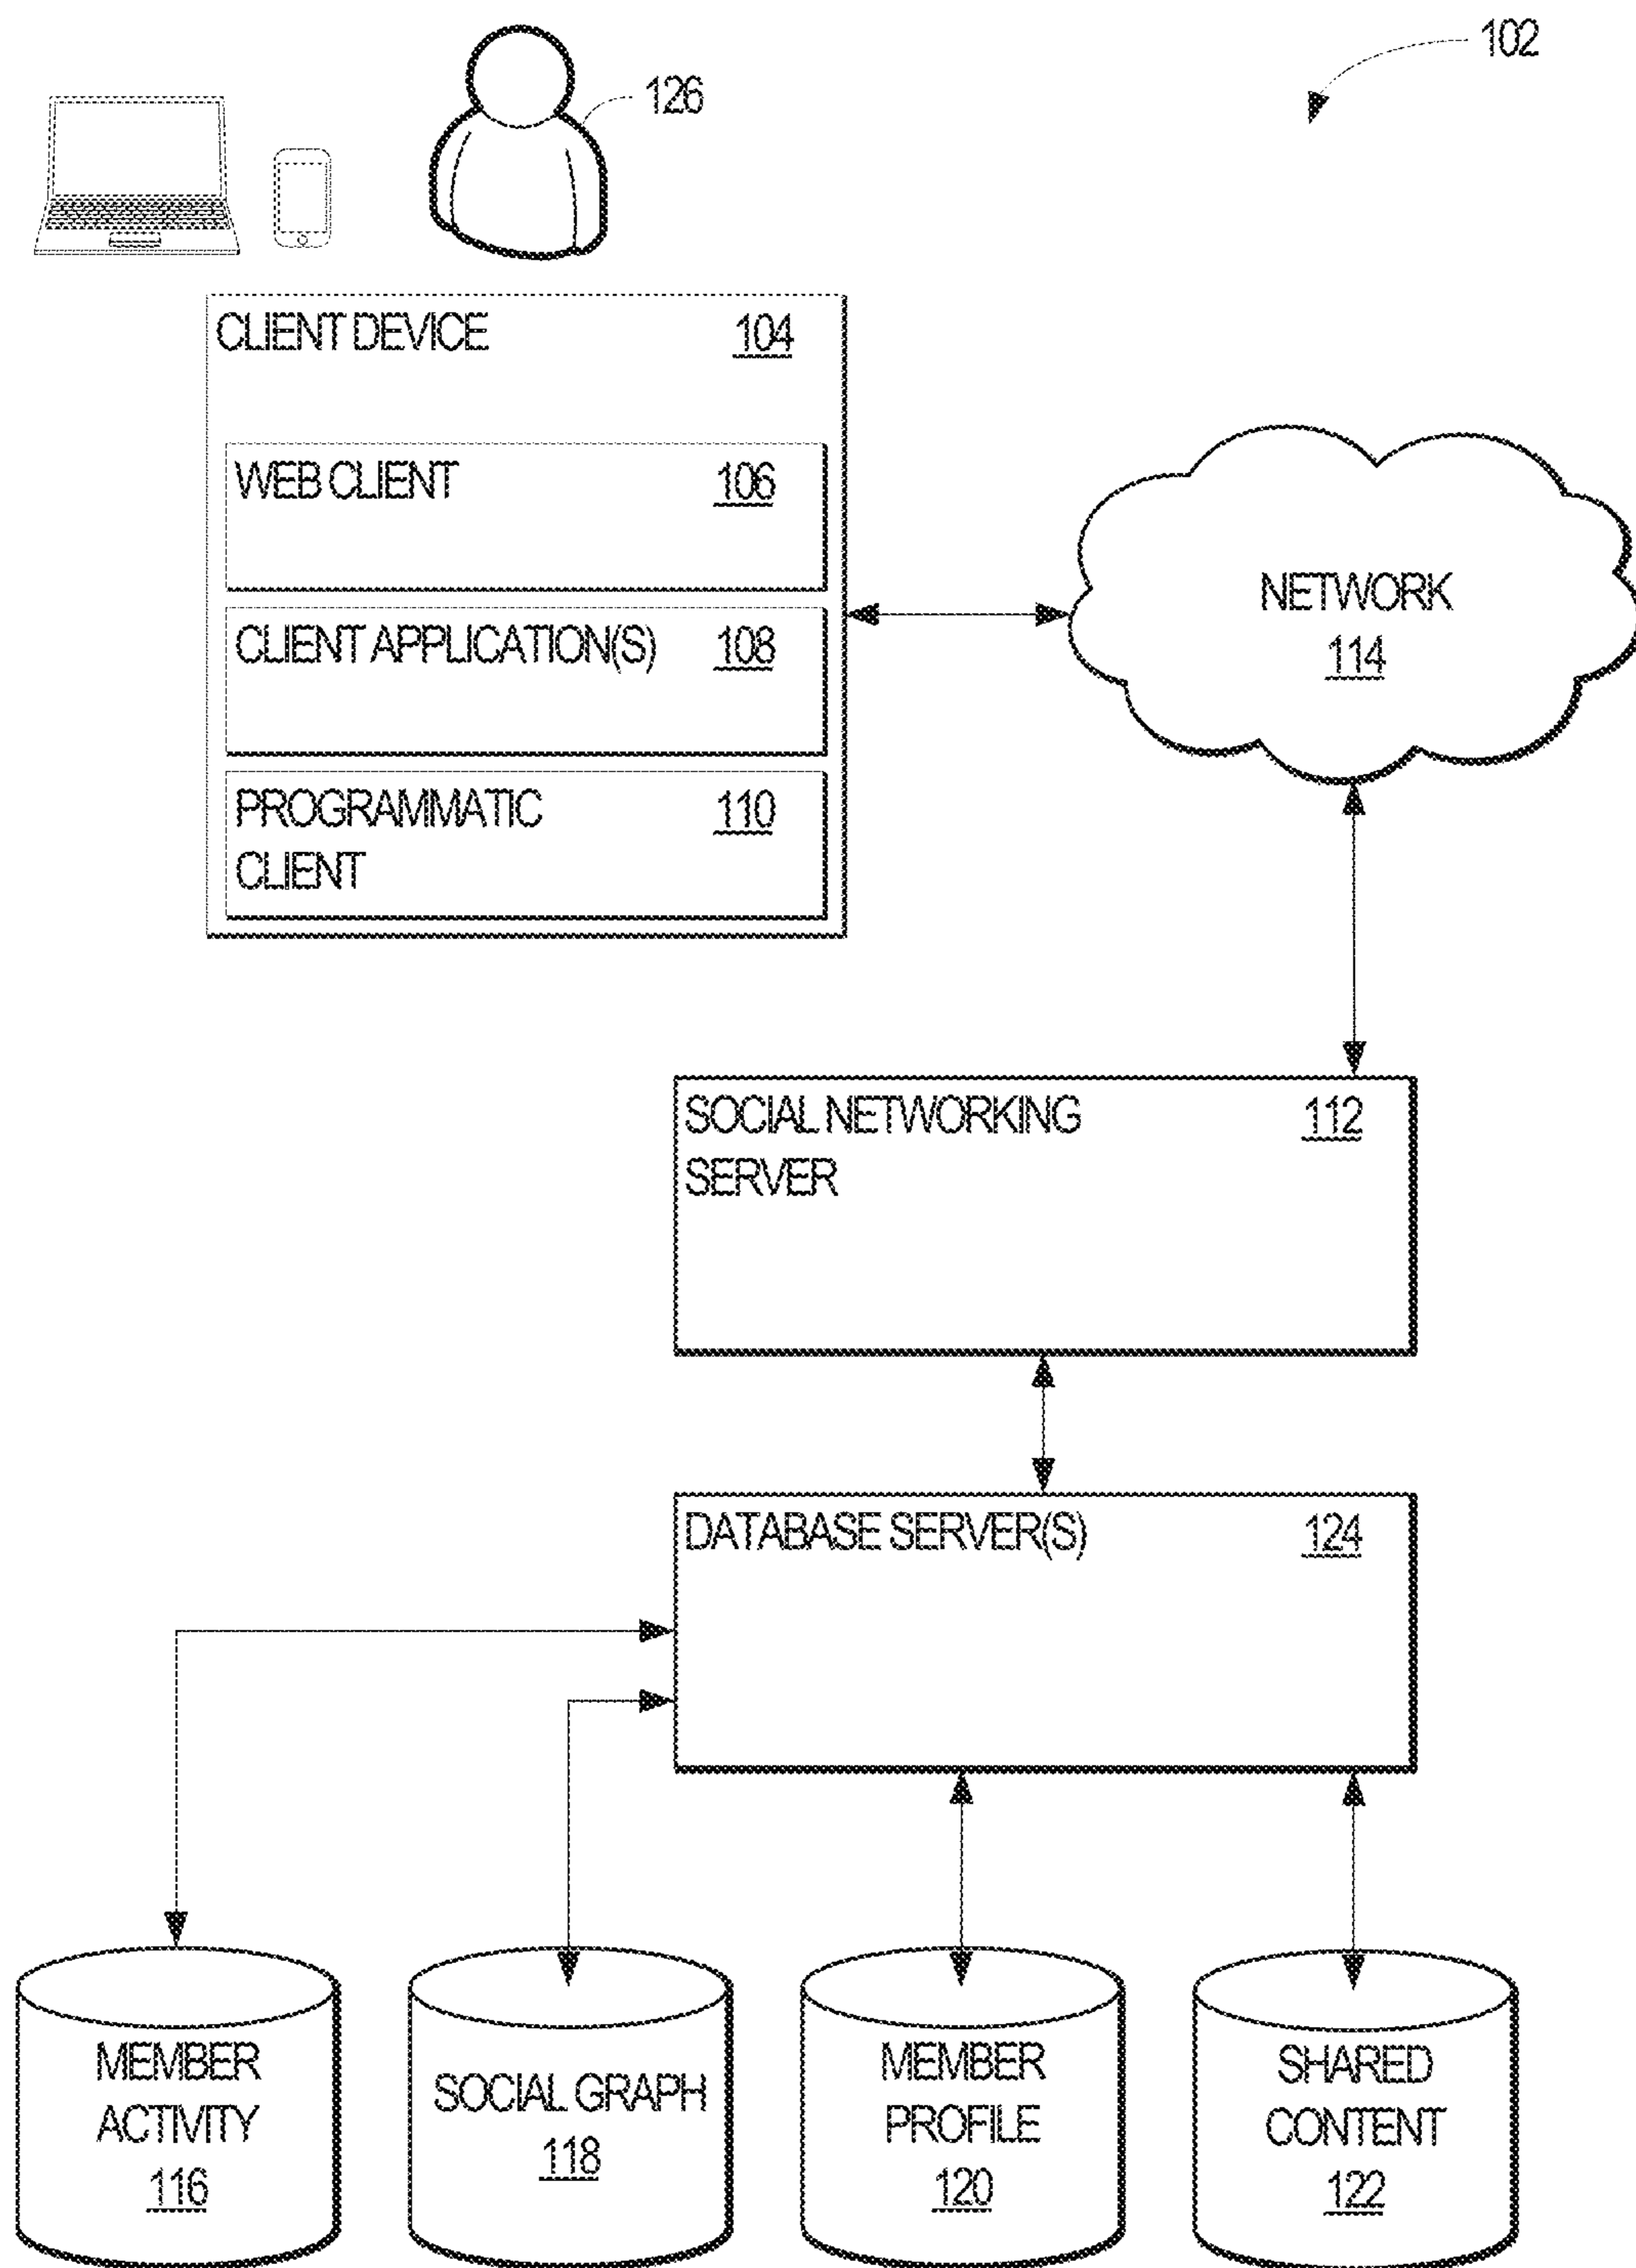 102
126
CLIENT DEVICE 104
WEB CLIENT 106
CLIENT APPLICATION(S) 108
PROGRAMMATIC 110
CLIENT
NETWORK
114
SOCIAL NETWORKING 112
SERVER
DATABASE SERVER(S) 124
MEMBER
ACTIVITY
116
SOCIAL GRAPH
118
MEMBER
PROFILE
120
SHARED
CONTENT
122